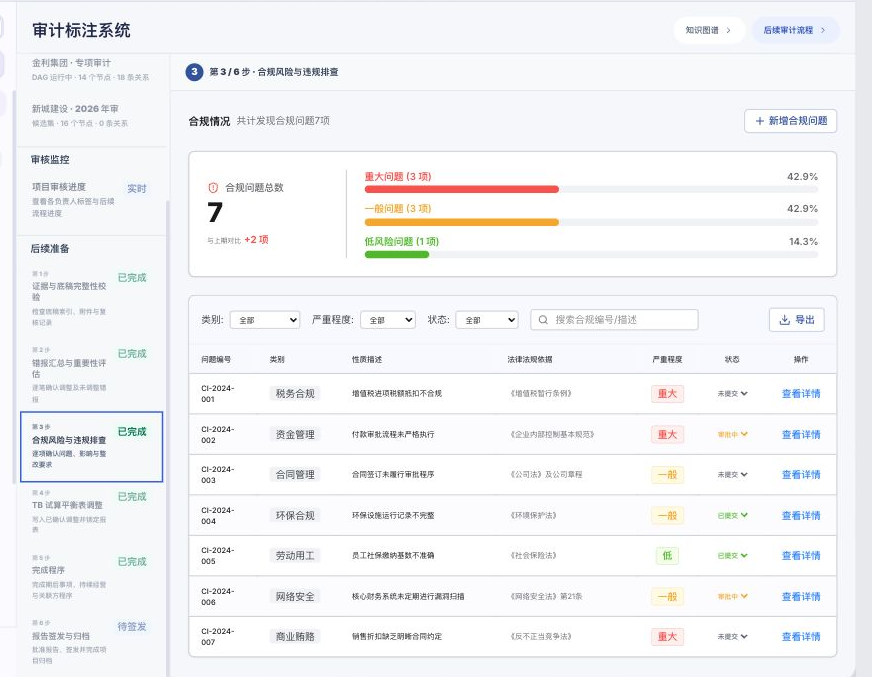 审计标注系统
知识图谱 >
后续审计流程 >
金利集团 · 专项审计
DAG 运行中 · 14 个节点 · 18 条关系
新城建设 · 2026 年审
候选集 · 16 个节点 · 0 条关系
审核监控
项目审核进度
实时
查看各负责人标签与后续
流程进度
后续准备
第 1 步
证据与底稿完整性校
验
已完成
检查底稿索引、附件与复
核记录
第 2 步
错报汇总与重要性评
估
已完成
逐笔确认调整及未调整错
报
第 3 步
合规风险与违规排查
已完成
逐项确认问题、影响与整
改要求
第 4 步
TB 试算平衡表调整
已完成
写入已确认调整并锁定报
表
第 5 步
完成程序
已完成
完成期后事项、持续经营
与关联方程序
第 6 步
报告签发与归档
待签发
批准报告、签发并完成项
目归档
3 第 3 / 6 步 · 合规风险与违规排查
合规情况 共计发现合规问题7项
+ 新增合规问题
合规问题总数
7
与上期对比 +2 项
重大问题 (3 项) 42.9%
一般问题 (3 项) 42.9%
低风险问题 (1 项) 14.3%
类别: 全部 严重程度: 全部 状态: 全部 搜索合规编号/描述 导出
问题编号 类别 性质描述 法律法规依据 严重程度 状态 操作
CI-2024-
001 税务合规 增值税进项税额抵扣不合规 《增值税暂行条例》 重大 未提交 查看详情
CI-2024-
002 资金管理 付款审批流程未严格执行 《企业内部控制基本规范》 重大 审批中 查看详情
CI-2024-
003 合同管理 合同签订未履行审批程序 《公司法》及公司章程 一般 未提交 查看详情
CI-2024-
004 环保合规 环保设施运行记录不完整 《环境保护法》 一般 已提交 查看详情
CI-2024-
005 劳动用工 员工社保缴纳基数不准确 《社会保险法》 低 已提交 查看详情
CI-2024-
006 网络安全 核心财务系统未定期进行漏洞扫描 《网络安全法》第21条 一般 审批中 查看详情
CI-2024-
007 商业贿赂 销售折扣缺乏明晰合同约定 《反不正当竞争法》 重大 未提交 查看详情